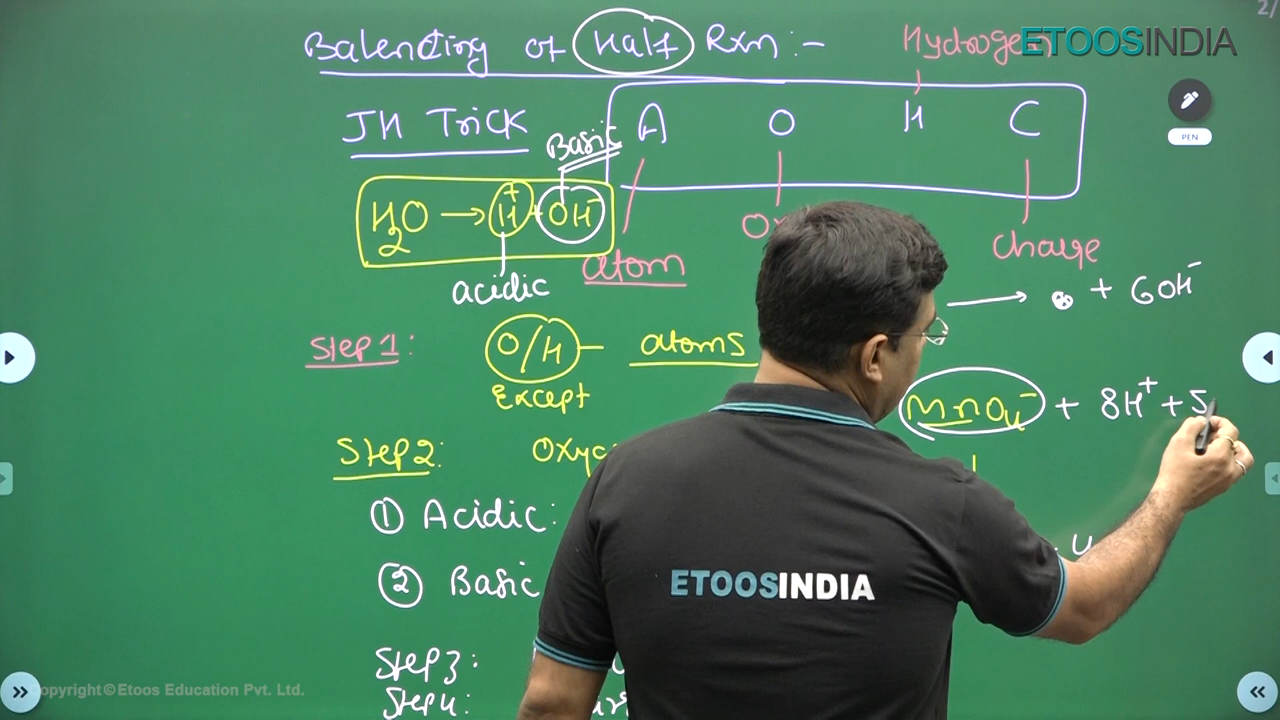 2/
Balencing of Half Rxn :-
Hydrogen
ETOOSINDIA
JH Trick
A O H C
PEN
Basic
H2O → H+ + OH-
acidic
atom
charge
→ + 6OH-
Step 1:
O/H - atoms
Except
MnO4- + 8H+ + 5
Step 2:
① Acidic:
② Basic
ETOOSINDIA
Step 3:
Step 4:
Copyright © Etoos Education Pvt. Ltd.